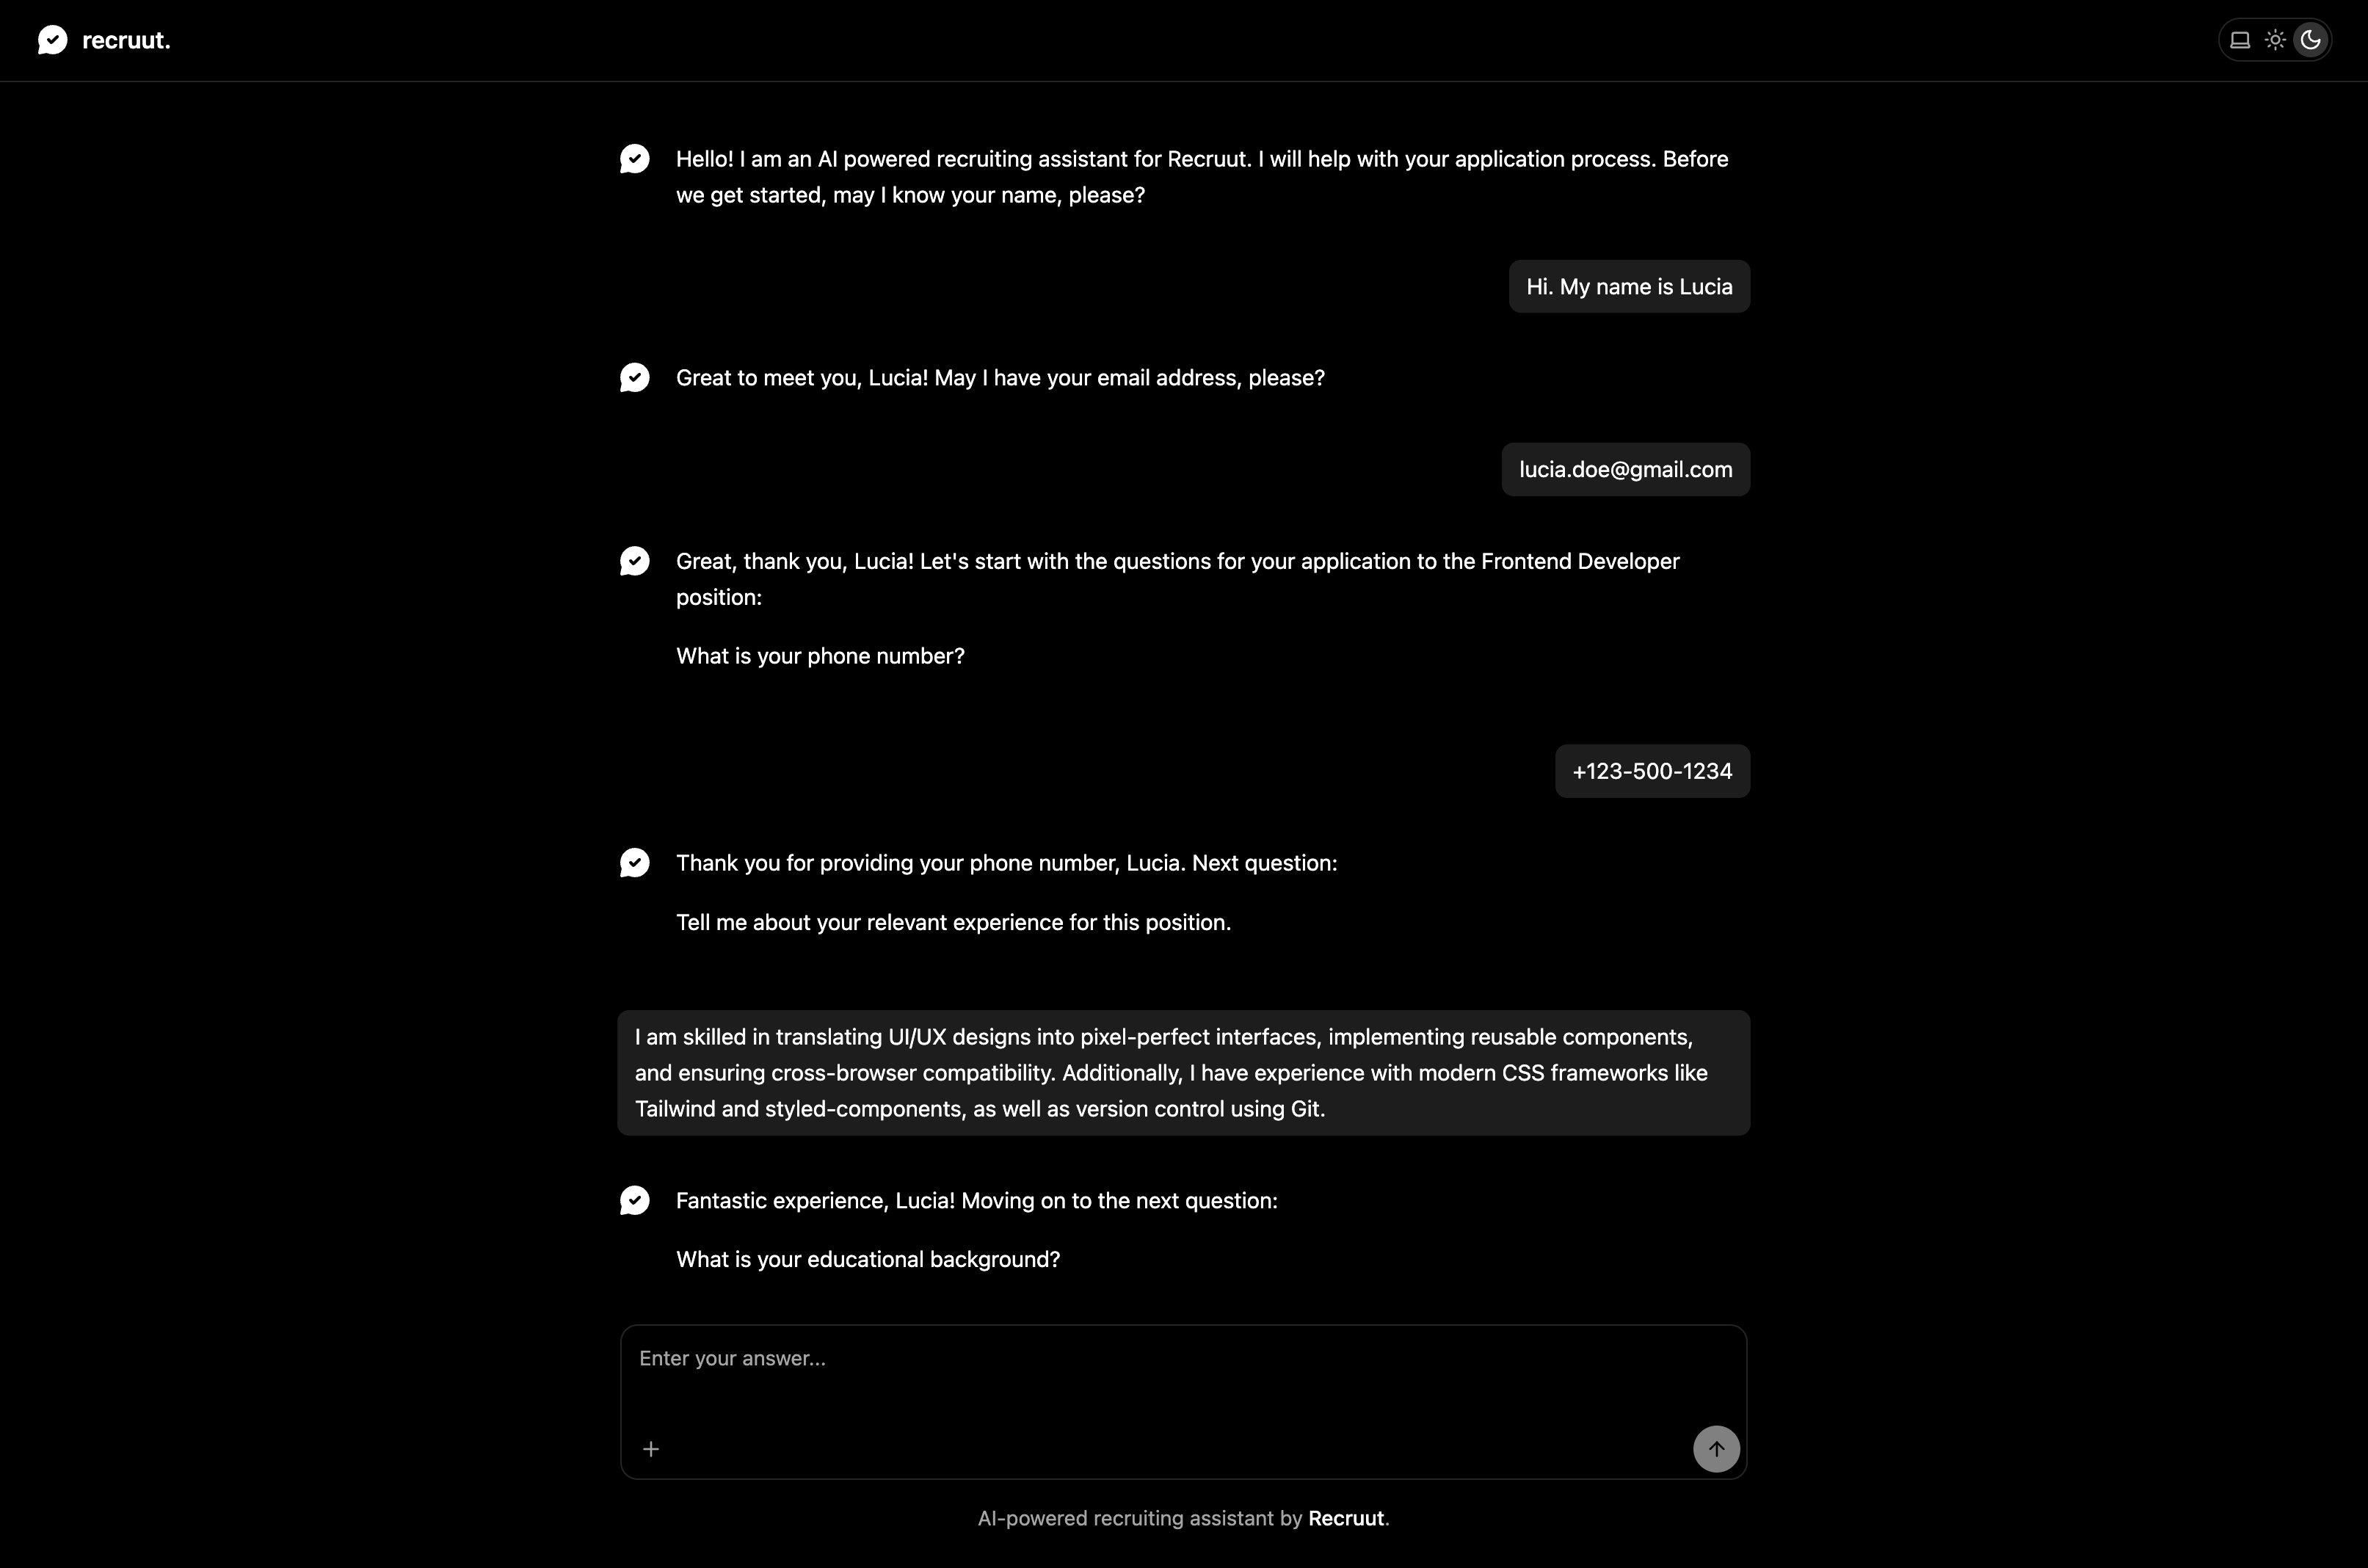 recruut.
Hello! I am an AI powered recruiting assistant for Recruut. I will help with your application process. Before
we get started, may I know your name, please?
Hi. My name is Lucia
Great to meet you, Lucia! May I have your email address, please?
lucia.doe@gmail.com
Great, thank you, Lucia! Let's start with the questions for your application to the Frontend Developer
position:
What is your phone number?
+123-500-1234
Thank you for providing your phone number, Lucia. Next question:
Tell me about your relevant experience for this position.
I am skilled in translating UI/UX designs into pixel-perfect interfaces, implementing reusable components,
and ensuring cross-browser compatibility. Additionally, I have experience with modern CSS frameworks like
Tailwind and styled-components, as well as version control using Git.
Fantastic experience, Lucia! Moving on to the next question:
What is your educational background?
Enter your answer...
AI-powered recruiting assistant by Recruut.